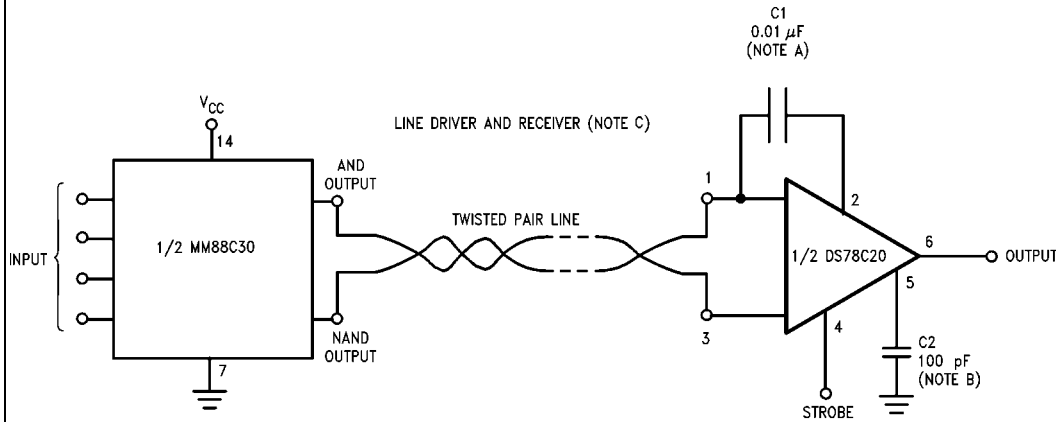 C1
0.01 μF
(NOTE A)
VCC
14
LINE DRIVER AND RECEIVER (NOTE C)
AND
OUTPUT
1
2
TWISTED PAIR LINE
INPUT
1/2 MM88C30
1/2 DS78C20
6
OUTPUT
5
3
4
NAND
OUTPUT
7
C2
100 pF
(NOTE B)
STROBE